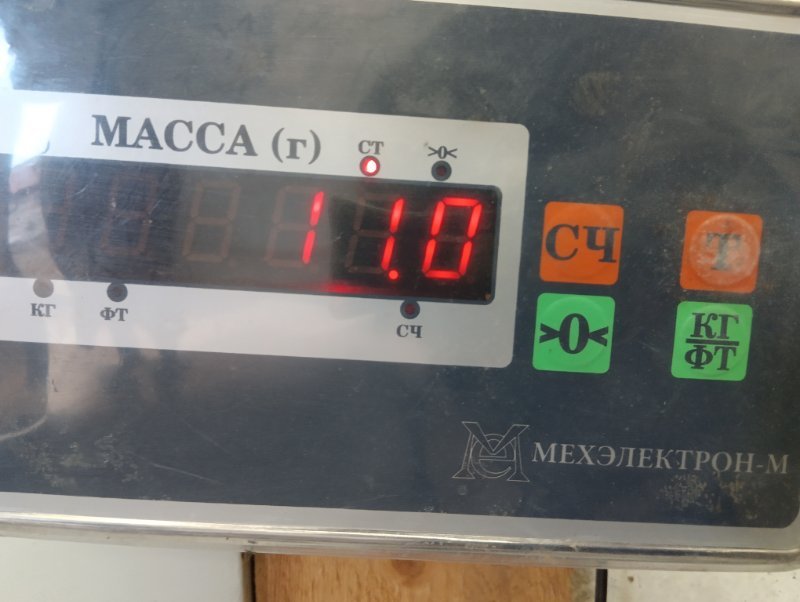 МАССА (г)
СТ
>0<
11.0
КГ
ФТ
СЧ
СЧ
Т
>0<
КГ
ФТ
МЕХЭЛЕКТРОН-М